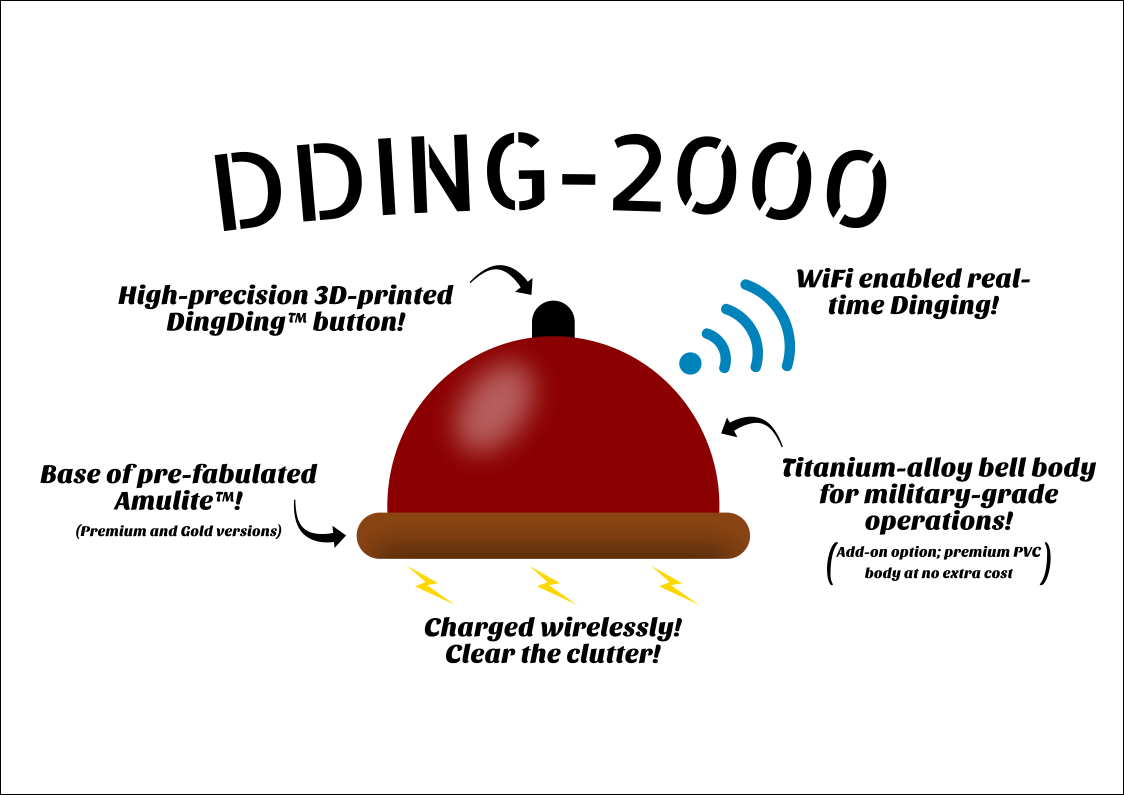 DDING-2000
High-precision 3D-printed
DingDing™ button!
WiFi enabled real-
time Dinging!
Base of pre-fabulated
Amulite™!
(Premium and Gold versions)
Titanium-alloy bell body
for military-grade
operations!
(Add-on option; premium PVC
body at no extra cost)
Charged wirelessly!
Clear the clutter!